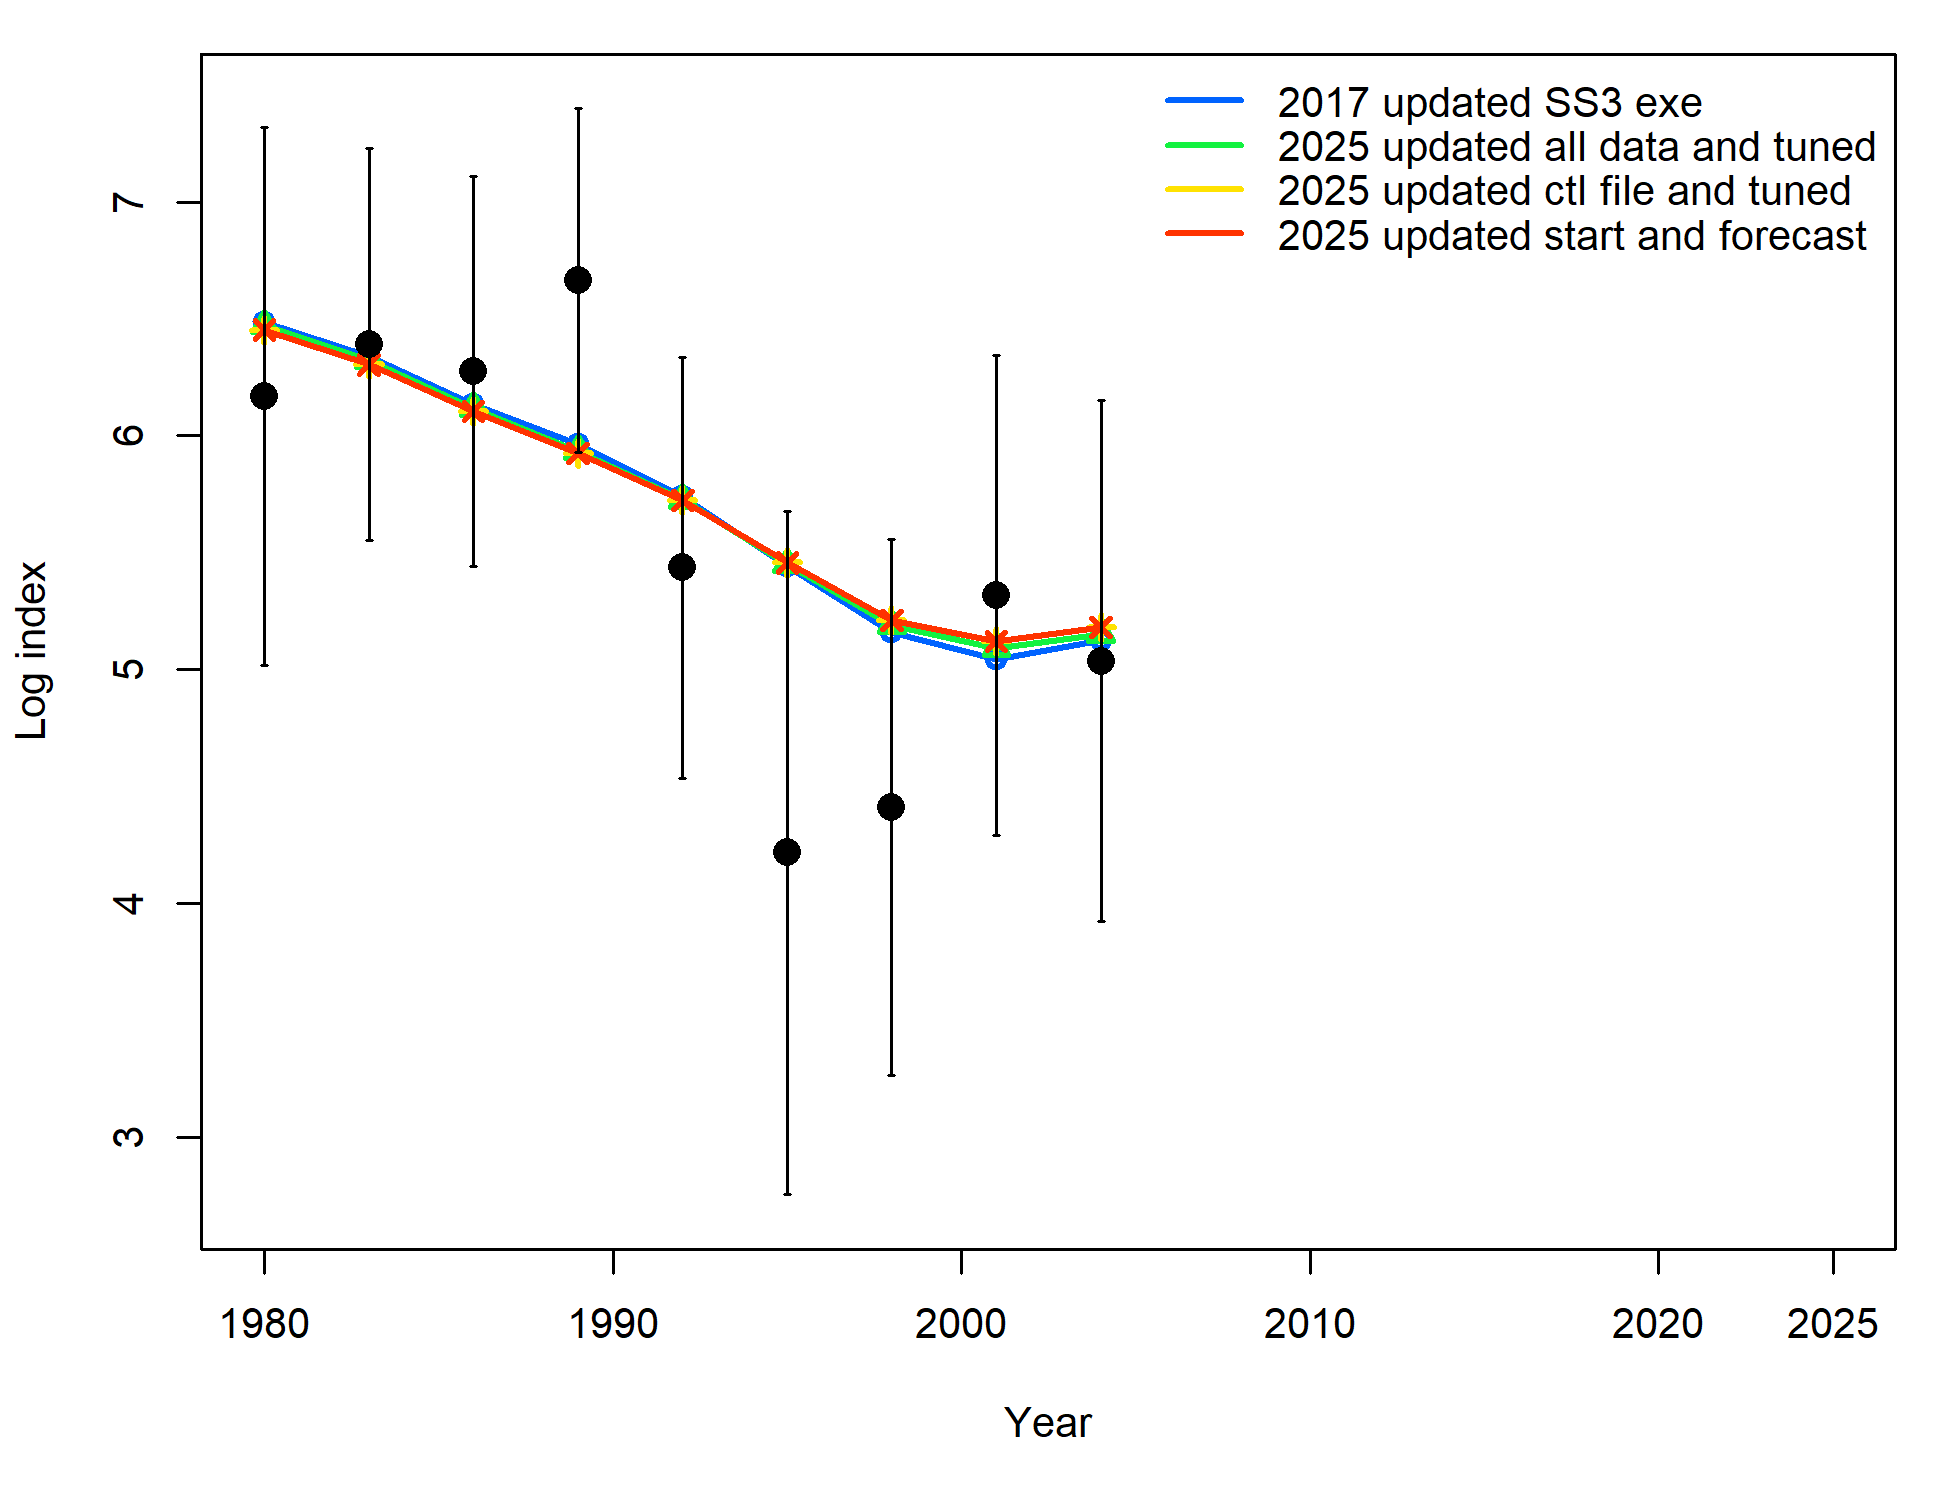 2017 updated SS3 exe
2025 updated all data and tuned
2025 updated ctl file and tuned
2025 updated start and forecast
7
6
5
4
3
Log index
1980 1990 2000 2010 2020 2025
Year